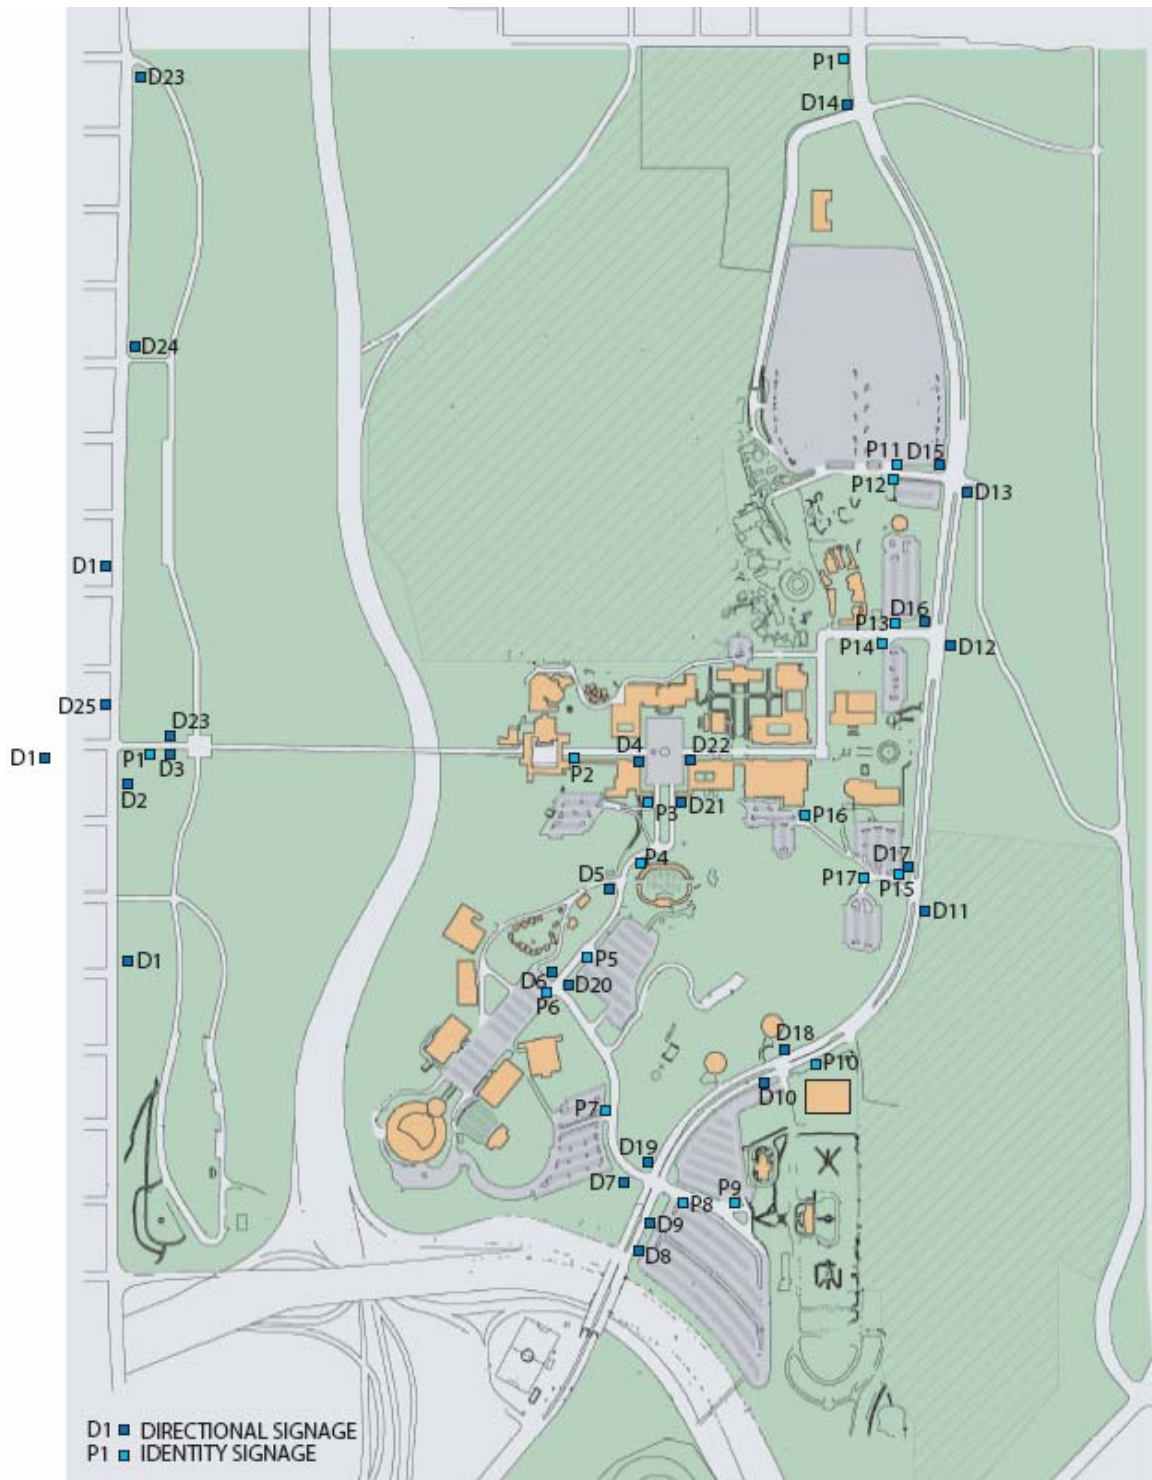 P1
D14
D23
D24
P11 D15
P12
D13
D1
D16
P13
P14
D12
D25
D23
D1
P1 D3
D2
P2
D4
D22
P3
D21
P16
P4
D5
D17
P17
P15
D11
D1
P5
D6
D20
P6
D18
P10
D10
P7
D19
D7
P8
P9
D9
D8
D1 DIRECTIONAL SIGNAGE
P1 IDENTITY SIGNAGE